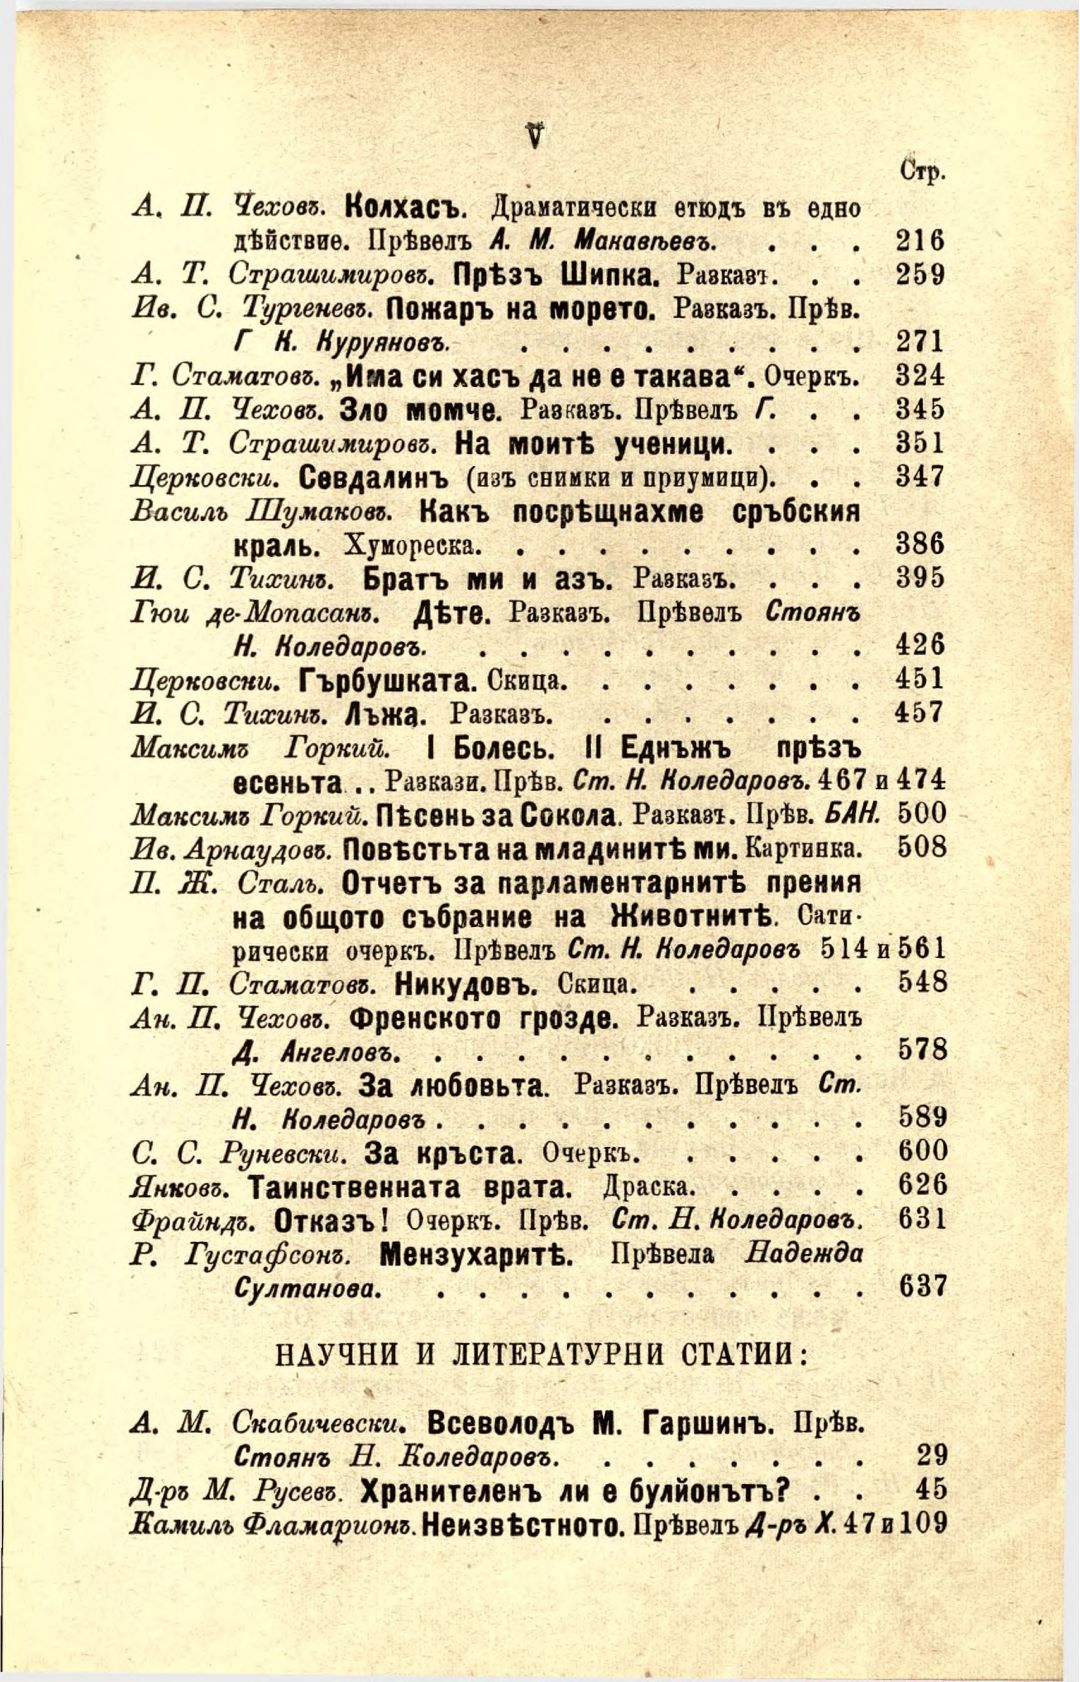 V
Стр.
А. П. Чеховъ. Колхасъ. Драматически етюдъ въ едно
дѣйствие. Прѣвелъ А. М. Манавѣевъ. . . . 216
А. Т. Страшимировъ. Прѣзъ Шипка. Разказъ. . . 259
Ив. С. Тургеневъ. Пожаръ на морето. Разказъ. Прѣв.
Г К. Куруяновъ. . . . . . . . . . 271
Г. Стаматовъ. „Има си хасъ да не е такава“. Очеркъ. 324
А. П. Чеховъ. Зло момче. Разказъ. Прѣвелъ Г. . . 345
А. Т. Страшимировъ. На моитѣ ученици. . . . 351
Церковски. Севдалинъ (изъ снимки и приумици). . . 347
Василъ Шумаковъ. Какъ посрѣщнахме сръбския
краль. Хумореска. . . . . . . . . . 386
И. С. Тихинъ. Братъ ми и азъ. Разказъ. . . . 395
Гюи де-Мопасанъ. Дѣте. Разказъ. Прѣвелъ Стоянъ
Н. Коледаровъ. . . . . . . . . . . 426
Церковски. Гърбушката. Скица. . . . . . . . 451
И. С. Тихинъ. Лъжа. Разказъ. . . . . . . . 457
Максимъ Горкий. I Болесь. II Еднъжъ прѣзъ
есеньта .. Разкази. Прѣв. Ст. Н. Коледаровъ. 467 и 474
Максимъ Горкий. Пѣсень за Сокола. Разказъ. Прѣв. БАН. 500
Ив. Арнаудовъ. Повѣстьта на младинитѣ ми. Картинка. 508
П. Ж. Сталь. Отчетъ за парламентарнитѣ прения
на общото събрание на Животнитѣ. Сати-
рически очеркъ. Прѣвелъ Ст. Н. Коледаровъ 514 и 561
Г. П. Стаматовъ. Никудовъ. Скица. . . . . . 548
Ан. П. Чеховъ. Френското грозде. Разказъ. Прѣвелъ
Д. Ангеловъ. . . . . . . . . . . . 578
Ан. П. Чеховъ. За любовьта. Разказъ. Прѣвелъ Ст.
Н. Коледаровъ . . . . . . . . . . . 589
С. С. Руневски. За кръста. Очеркъ. . . . . . 600
Янковъ. Таинственната врата. Драска. . . . . 626
Фрайндъ. Отказъ! Очеркъ. Прѣв. Ст. Н. Коледаровъ. 631
Р. Густафсонъ. Мензухаритѣ. Прѣвела Надежда
Султанова. . . . . . . . . . . . 637
НАУЧНИ И ЛИТЕРАТУРНИ СТАТИИ:
А. М. Скабичевски. Всеволодъ М. Гаршинъ. Прѣв.
Стоянъ Н. Коледаровъ. . . . . . . . 29
Д-ръ М. Русевъ. Хранителенъ ли е булйонътъ? . . 45
Камилъ Фламарионъ. Неизвѣстното. Прѣвелъ Д-ръ Х. 47 и 109